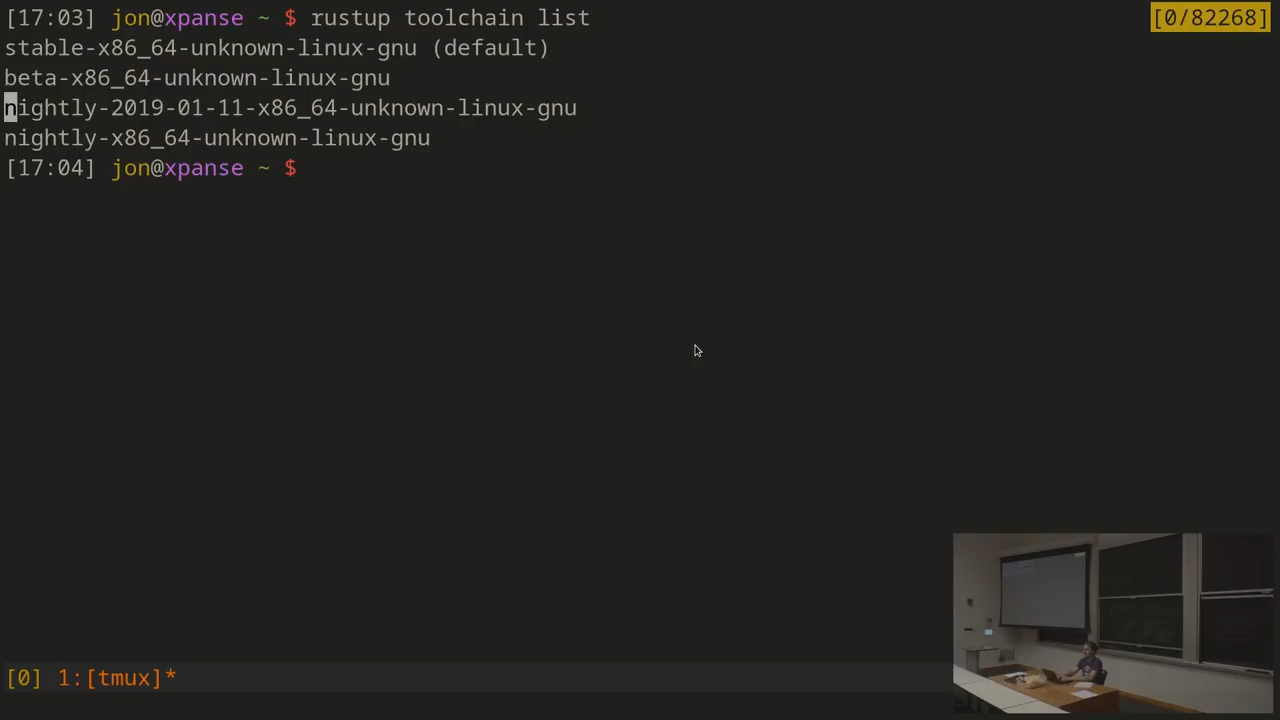 [17:03] jon@xpanse ~ $ rustup toolchain list
[0/82268]
stable-x86_64-unknown-linux-gnu (default)
beta-x86_64-unknown-linux-gnu
nightly-2019-01-11-x86_64-unknown-linux-gnu
nightly-x86_64-unknown-linux-gnu
[17:04] jon@xpanse ~ $
[0] 1:[tmux]*